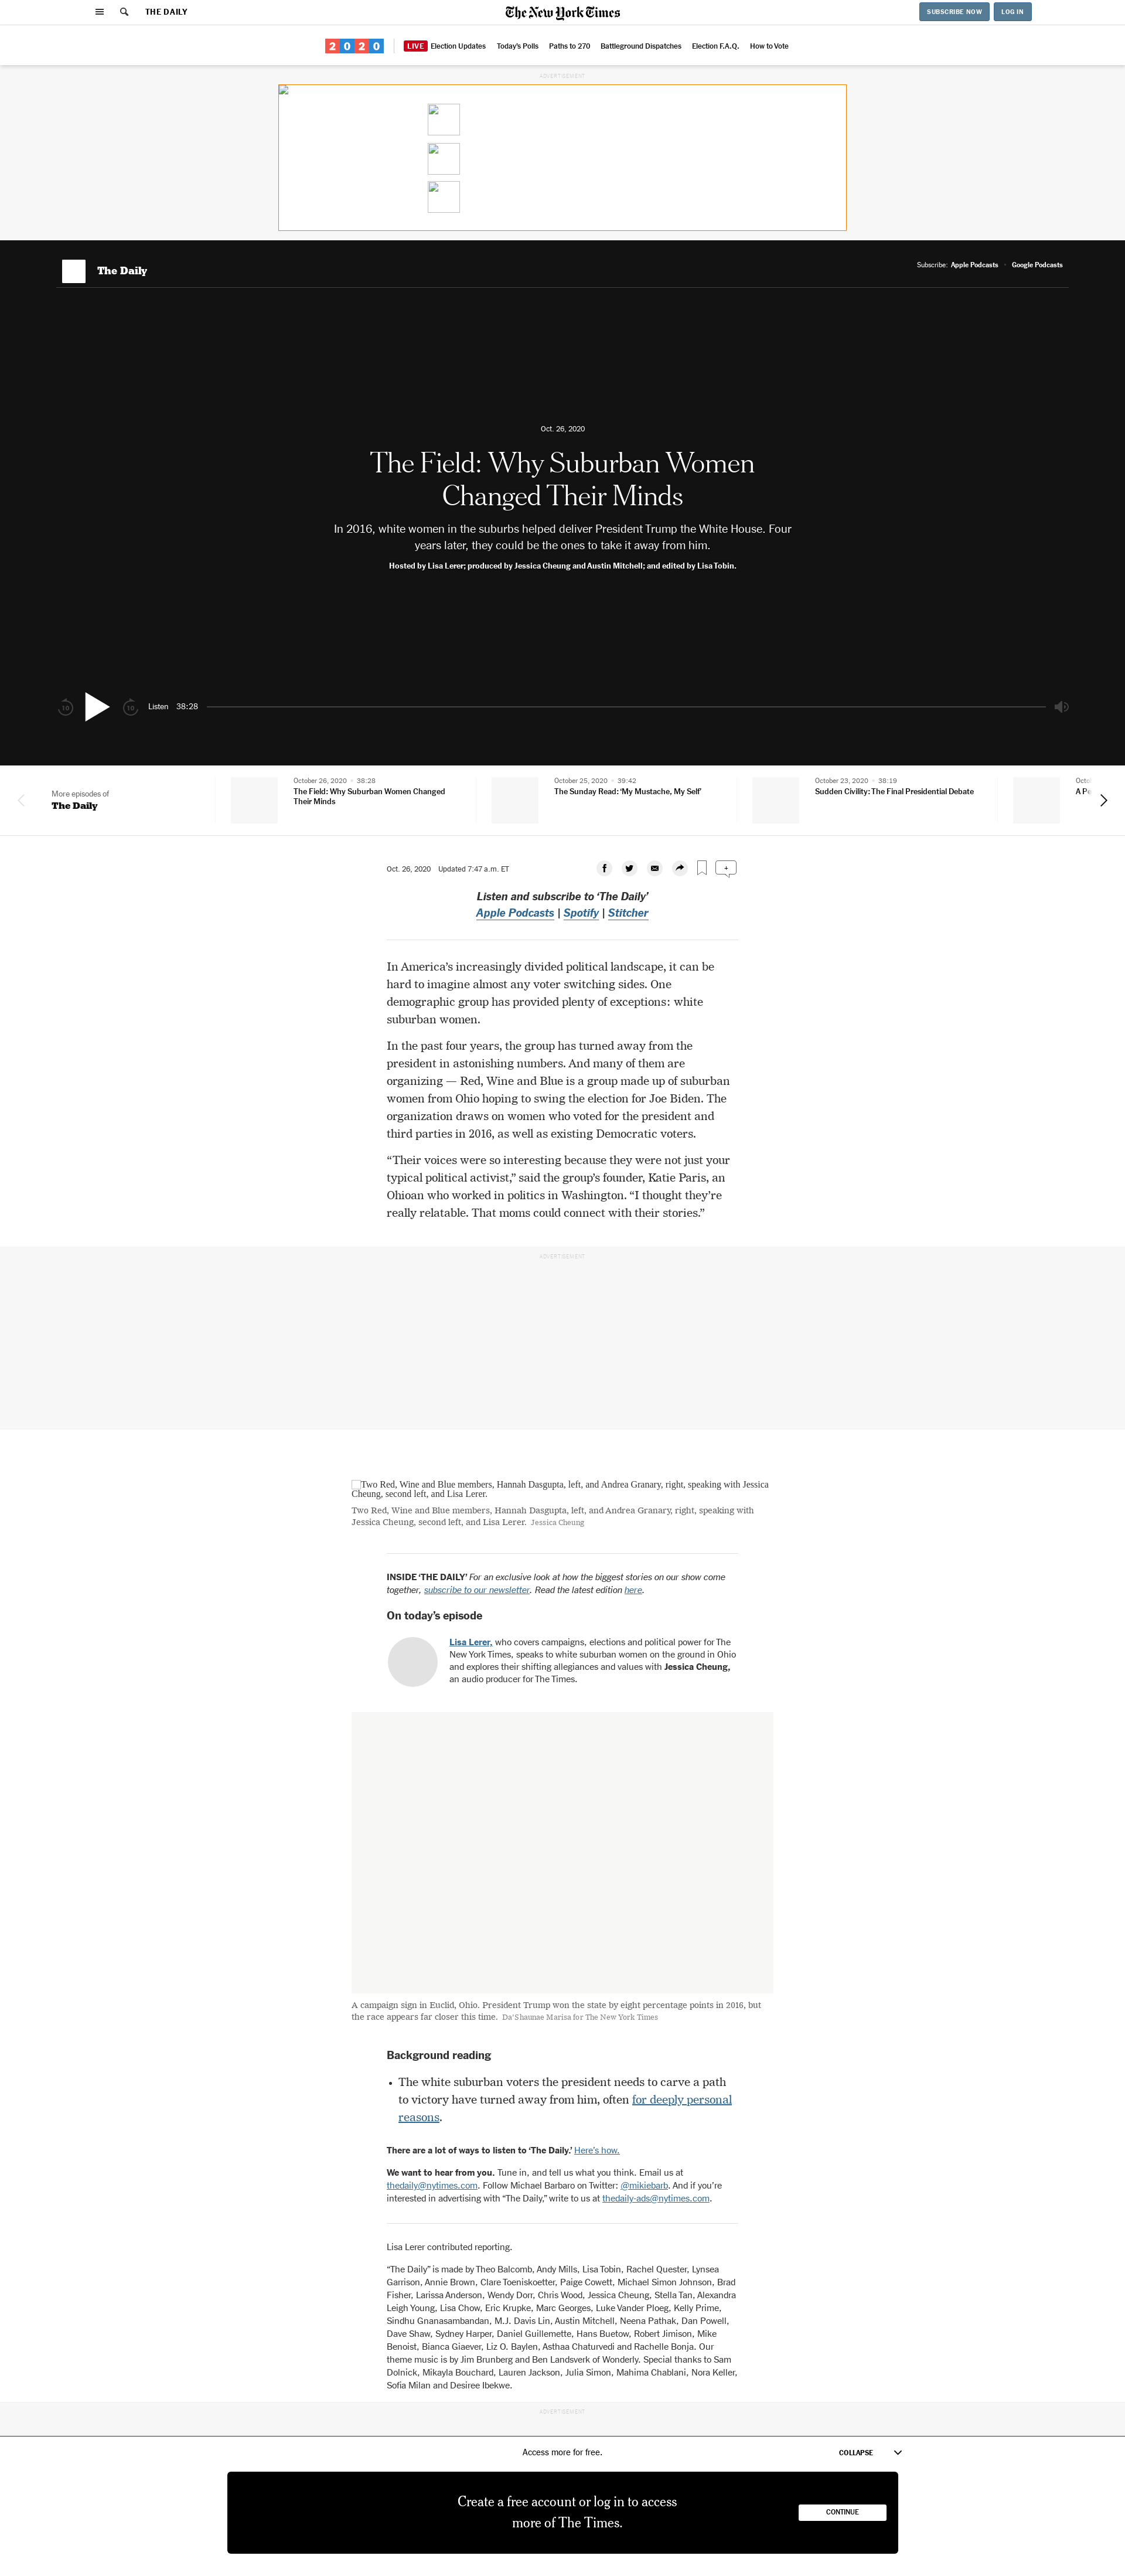 THE DAILY
The New York Times
SUBSCRIBE NOW
LOG IN
2020
LIVE Election Updates
Today's Polls
Paths to 270
Battleground Dispatches
Election F.A.Q.
How to Vote
ADVERTISEMENT
The Daily
Subscribe: Apple Podcasts
Google Podcasts
Oct. 26, 2020
The Field: Why Suburban Women
Changed Their Minds
In 2016, white women in the suburbs helped deliver President Trump the White House. Four
years later, they could be the ones to take it away from him.
Hosted by Lisa Lerer; produced by Jessica Cheung and Austin Mitchell; and edited by Lisa Tobin.
10
10
Listen 38:28
More episodes of
The Daily
October 26, 2020 • 38:28
The Field: Why Suburban Women Changed
Their Minds
October 25, 2020 • 39:42
The Sunday Read: ‘My Mustache, My Self’
October 23, 2020 • 38:19
Sudden Civility: The Final Presidential Debate
Oct. 26, 2020 Updated 7:47 a.m. ET
Listen and subscribe to ‘The Daily’
Apple Podcasts | Spotify | Stitcher
In America’s increasingly divided political landscape, it can be
hard to imagine almost any voter switching sides. One
demographic group has provided plenty of exceptions: white
suburban women.
In the past four years, the group has turned away from the
president in astonishing numbers. And many of them are
organizing — Red, Wine and Blue is a group made up of suburban
women from Ohio hoping to swing the election for Joe Biden. The
organization draws on women who voted for the president and
third parties in 2016, as well as existing Democratic voters.
“Their voices were so interesting because they were not just your
typical political activist,” said the group’s founder, Katie Paris, an
Ohioan who worked in politics in Washington. “I thought they’re
really relatable. That moms could connect with their stories.”
ADVERTISEMENT
Two Red, Wine and Blue members, Hannah Dasgupta, left, and Andrea Granary, right, speaking with Jessica
Cheung, second left, and Lisa Lerer.
Two Red, Wine and Blue members, Hannah Dasgupta, left, and Andrea Granary, right, speaking with
Jessica Cheung, second left, and Lisa Lerer. Jessica Cheung
INSIDE ‘THE DAILY’ For an exclusive look at how the biggest stories on our show come
together, subscribe to our newsletter. Read the latest edition here.
On today’s episode
Lisa Lerer, who covers campaigns, elections and political power for The
New York Times, speaks to white suburban women on the ground in Ohio
and explores their shifting allegiances and values with Jessica Cheung,
an audio producer for The Times.
A campaign sign in Euclid, Ohio. President Trump won the state by eight percentage points in 2016, but
the race appears far closer this time. Da’Shaunae Marisa for The New York Times
Background reading
• The white suburban voters the president needs to carve a path
to victory have turned away from him, often for deeply personal
reasons.
There are a lot of ways to listen to ‘The Daily.’ Here’s how.
We want to hear from you. Tune in, and tell us what you think. Email us at
thedaily@nytimes.com. Follow Michael Barbaro on Twitter: @mikiebarb. And if you’re
interested in advertising with “The Daily,” write to us at thedaily-ads@nytimes.com.
Lisa Lerer contributed reporting.
“The Daily” is made by Theo Balcomb, Andy Mills, Lisa Tobin, Rachel Quester, Lynsea
Garrison, Annie Brown, Clare Toeniskoetter, Paige Cowett, Michael Simon Johnson, Brad
Fisher, Larissa Anderson, Wendy Dorr, Chris Wood, Jessica Cheung, Stella Tan, Alexandra
Leigh Young, Lisa Chow, Eric Krupke, Marc Georges, Luke Vander Ploeg, Kelly Prime,
Sindhu Gnanasambandan, M.J. Davis Lin, Austin Mitchell, Neena Pathak, Dan Powell,
Dave Shaw, Sydney Harper, Daniel Guillemette, Hans Buetow, Robert Jimison, Mike
Benoist, Bianca Giaever, Liz O. Baylen, Asthaa Chaturvedi and Rachelle Bonja. Our
theme music is by Jim Brunberg and Ben Landsverk of Wonderly. Special thanks to Sam
Dolnick, Mikayla Bouchard, Lauren Jackson, Julia Simon, Mahima Chablani, Nora Keller,
Sofia Milan and Desiree Ibekwe.
ADVERTISEMENT
Access more for free.
COLLAPSE
Create a free account or log in to access
more of The Times.
CONTINUE